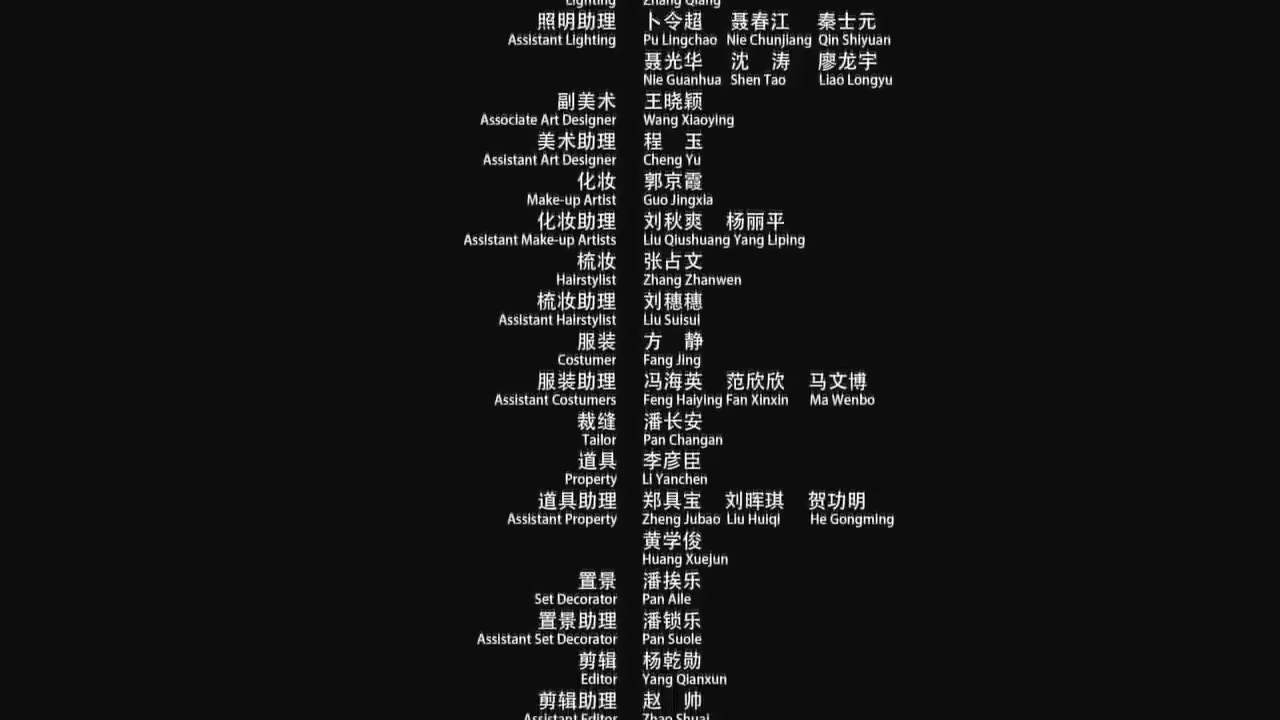 Lighting Zhang Qiang
照明助理 卜令超 聂春江 秦士元
Assistant Lighting Pu Lingchao Nie Chunjiang Qin Shiyuan
聂光华 沈 涛 廖龙宇
Nie Guanhua Shen Tao Liao Longyu
副美术 王晓颖
Associate Art Designer Wang Xiaoying
美术助理 程 玉
Assistant Art Designer Cheng Yu
化妆 郭京霞
Make-up Artist Guo Jingxia
化妆助理 刘秋爽 杨丽平
Assistant Make-up Artists Liu Qiushuang Yang Liping
梳妆 张占文
Hairstylist Zhang Zhanwen
梳妆助理 刘穗穗
Assistant Hairstylist Liu Suisui
服装 方 静
Costumer Fang Jing
服装助理 冯海英 范欣欣 马文博
Assistant Costumers Feng Haiying Fan Xinxin Ma Wenbo
裁缝 潘长安
Tailor Pan Changan
道具 李彦臣
Property Li Yanchen
道具助理 郑具宝 刘晖琪 贺功明
Assistant Property Zheng Jubao Liu Huiqi He Gongming
黄学俊
Huang Xuejun
置景 潘挨乐
Set Decorator Pan Aile
置景助理 潘锁乐
Assistant Set Decorator Pan Suole
剪辑 杨乾勋
Editor Yang Qianxun
剪辑助理 赵 帅
Assistant Editor Zhao Shuai